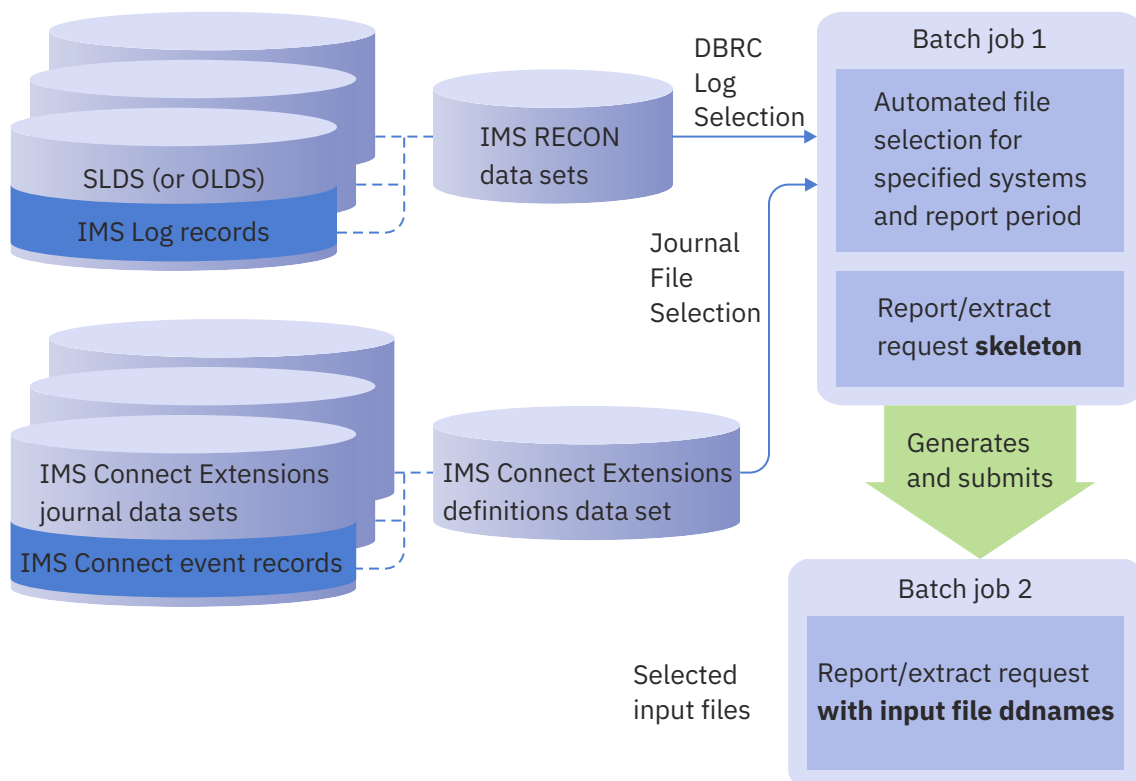 SLDS (or OLDS)
IMS Log records
IMS RECON
data sets
DBRC
Log
Selection
Journal
File
Selection
IMS Connect Extensions
journal data sets
IMS Connect event records
IMS Connect Extensions
definitions data set
Batch job 1
Automated file
selection for
specified systems
and report period
Report/extract
request skeleton
Generates
and submits
Batch job 2
Selected
input files
Report/extract request
with input file ddnames